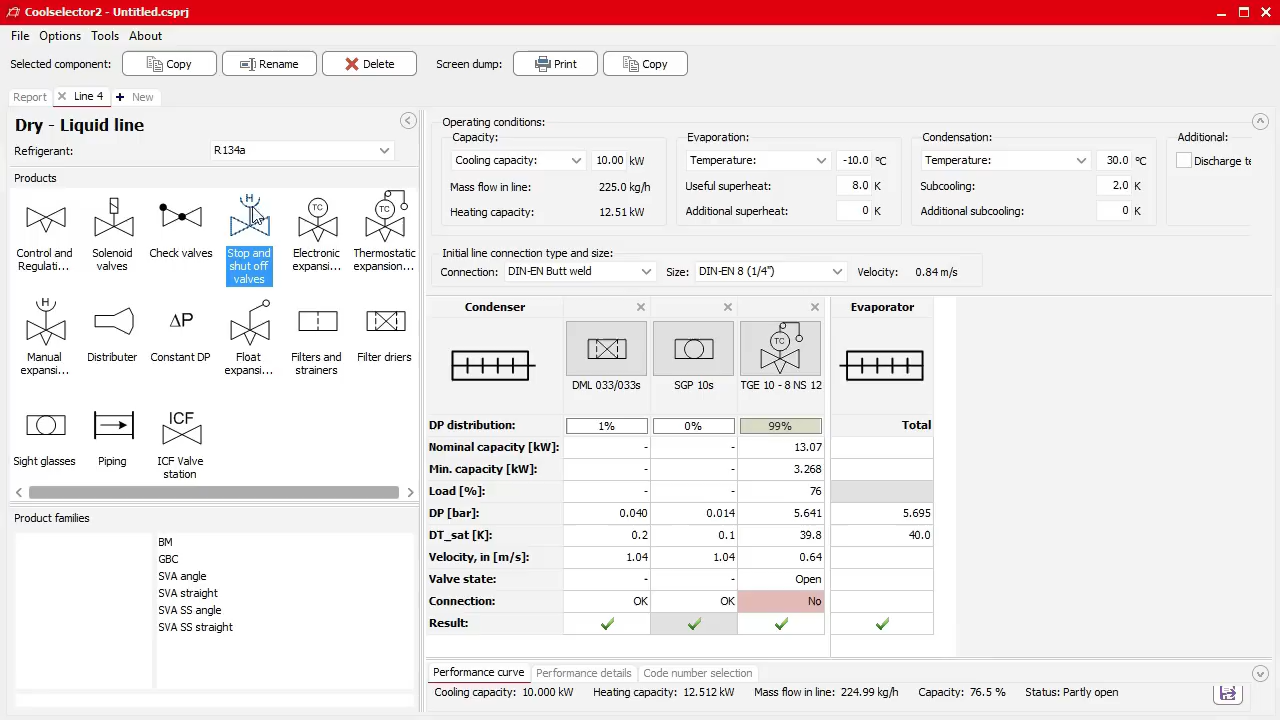 Coolselector2 - Untitled.csprj
File Options Tools About
Selected component: Copy Rename Delete Screen dump: Print Copy
Report Line 4 New
Dry - Liquid line
Refrigerant: R134a
Products
H TC TC
Control and Regulati...
Solenoid valves
Check valves
Stop and shut off valves
Electronic expansi...
Thermostatic expansion...
H ΔP
Manual expansi...
Distributer
Constant DP
Float expansi...
Filters and strainers
Filter driers
ICF
Sight glasses
Piping
ICF Valve station
Product families
BM
GBC
SVA angle
SVA straight
SVA SS angle
SVA SS straight
Operating conditions:
Capacity: Evaporation: Condensation: Additional:
Cooling capacity: 10.00 kW Temperature: -10.0 ºC Temperature: 30.0 ºC Discharge te
Mass flow in line: 225.0 kg/h Useful superheat: 8.0 K Subcooling: 2.0 K
Heating capacity: 12.51 kW Additional superheat: 0 K Additional subcooling: 0 K
Initial line connection type and size:
Connection: DIN-EN Butt weld Size: DIN-EN 8 (1/4") Velocity: 0.84 m/s
Condenser Evaporator
TC
DML 033/033s SGP 10s TGE 10 - 8 NS 12
DP distribution: 1% 0% 99% Total
Nominal capacity [kW]: - - 13.07
Min. capacity [kW]: - - 3.268
Load [%]: - - 76
DP [bar]: 0.040 0.014 5.641 5.695
DT_sat [K]: 0.2 0.1 39.8 40.0
Velocity, in [m/s]: 1.04 1.04 0.64
Valve state: - - Open
Connection: OK OK No
Result:
Performance curve Performance details Code number selection
Cooling capacity: 10.000 kW Heating capacity: 12.512 kW Mass flow in line: 224.99 kg/h Capacity: 76.5 % Status: Partly open